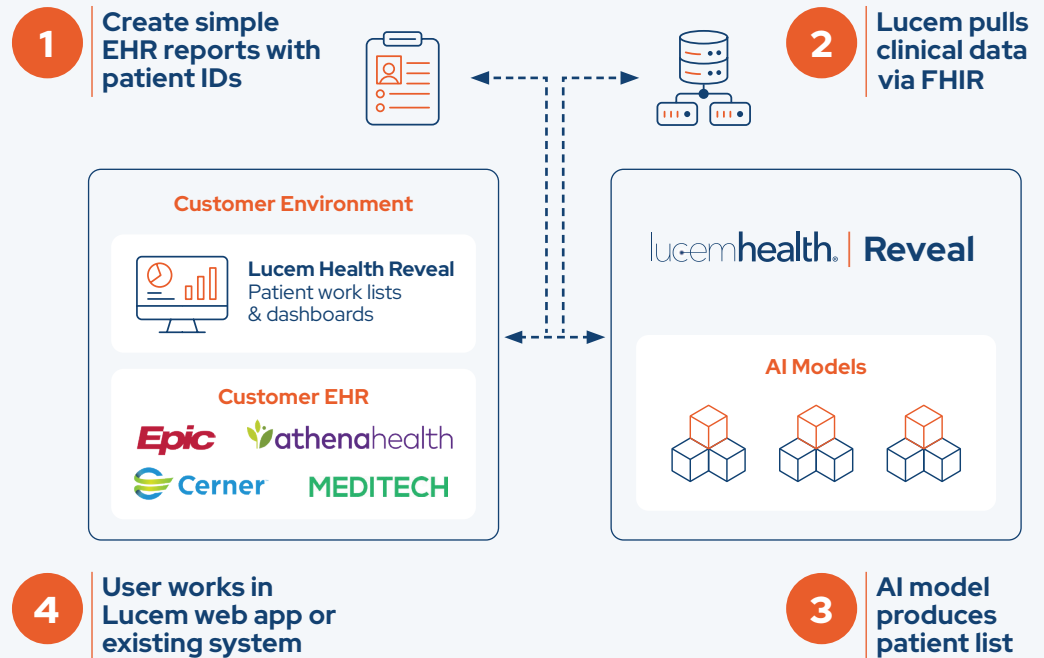 1
Create simple
EHR reports with
patient IDs
2
Lucem pulls
clinical data
via FHIR
Customer Environment
Lucem Health Reveal
Patient work lists
& dashboards
Customer EHR
Epic
athenahealth
Cerner
MEDITECH
lucemhealth. | Reveal
AI Models
4
User works in
Lucem web app or
existing system
3
AI model
produces
patient list